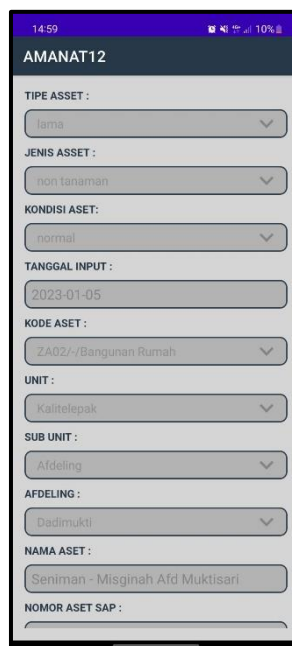 14:59
10%
AMANAT12
TIPE ASSET :
lama
JENIS ASSET :
non tanaman
KONDISI ASET:
normal
TANGGAL INPUT :
2023-01-05
KODE ASET :
ZA02/-/Bangunan Rumah
UNIT :
Kalitelepak
SUB UNIT :
Afdeling
AFDELING :
Dadimukti
NAMA ASET :
Seniman - Misginah Afd Muktisari
NOMOR ASET SAP :